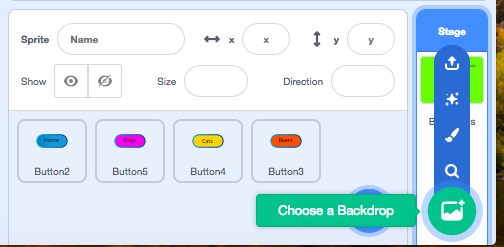 Sprite Name x x y y
Stage
Show Size Direction
Home Dogs Cats Bears
Button2 Button5 Button4 Button3
Choose a Backdrop